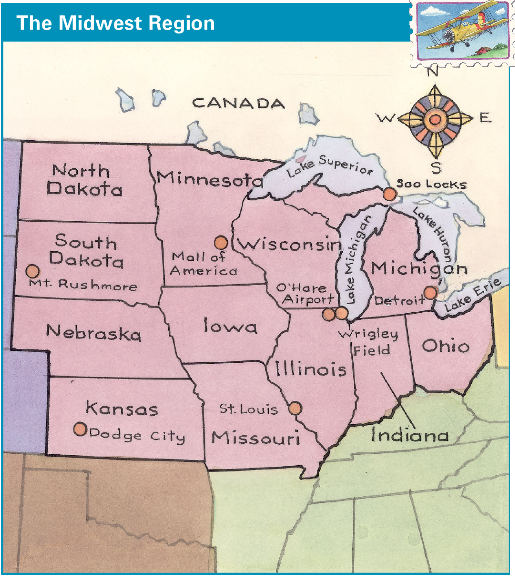 The Midwest Region
N
CANADA
W
E
S
Lake Superior
Soo Locks
North
Dakota
Minnesota
Lake Huron
South
Dakota
Mall of
America
Wisconsin
Lake Michigan
Michigan
Mt. Rushmore
O'Hare
Airport
Detroit
Lake Erie
Nebraska
Iowa
Wrigley
Field
Ohio
Illinois
Kansas
St. Louis
Dodge City
Missouri
Indiana